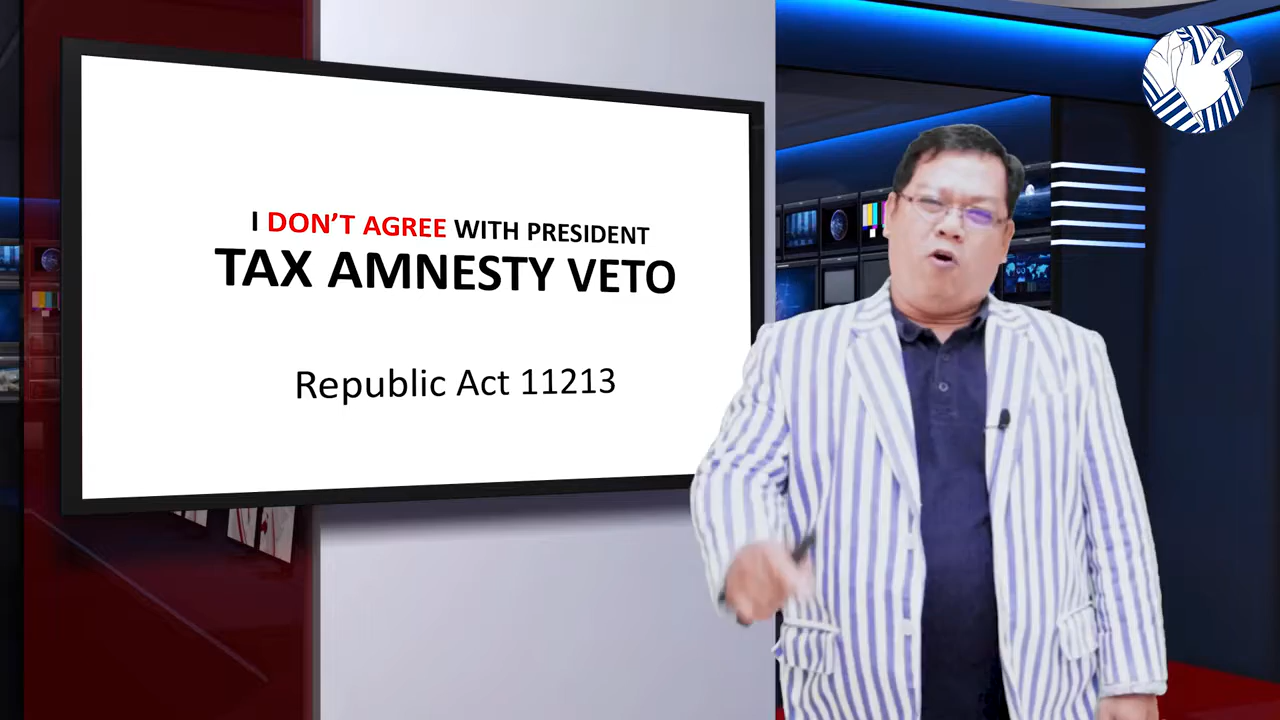 I DON'T AGREE WITH PRESIDENT
TAX AMNESTY VETO
Republic Act 11213